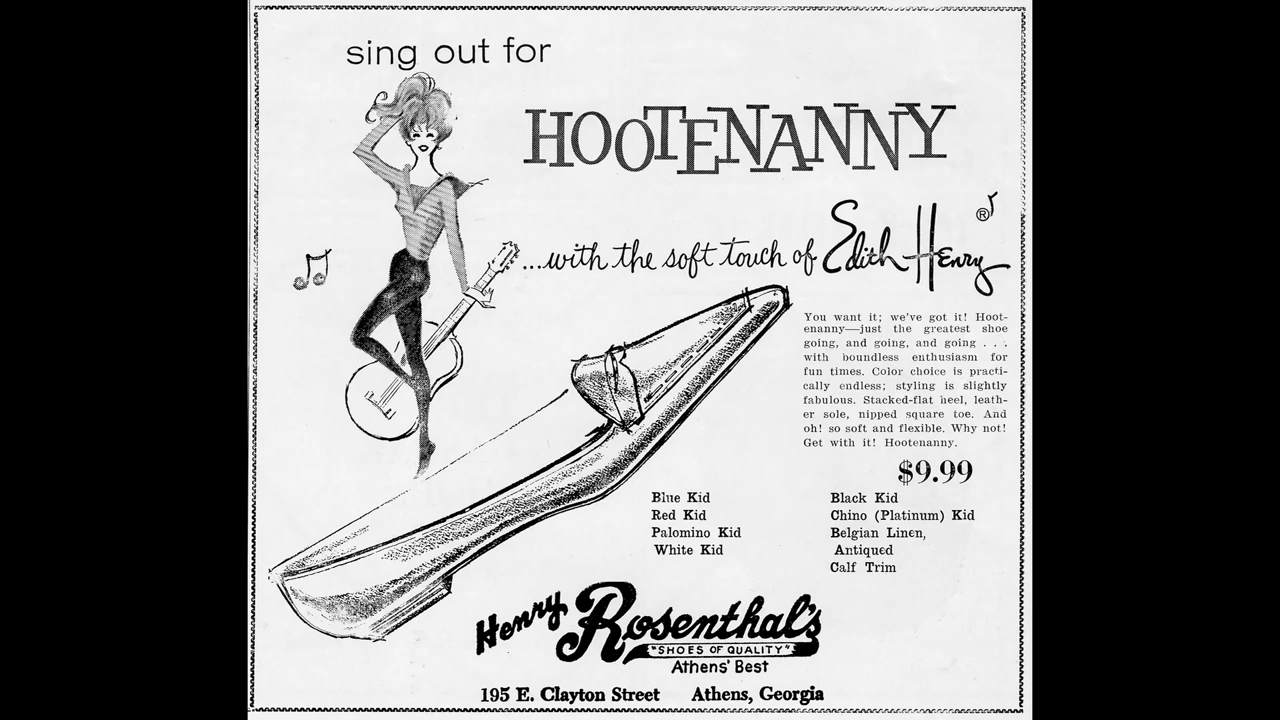 sing out for
HOOTENANNY
...with the soft touch of Edith Henry ®
You want it; we've got it! Hoot-
enanny—just the greatest shoe
going, and going, and going . . .
with boundless enthusiasm for
fun times. Color choice is practi-
cally endless; styling is slightly
fabulous. Stacked-flat heel, leath-
er sole, nipped square toe. And
oh! so soft and flexible. Why not!
Get with it! Hootenanny.
$9.99
Blue Kid
Red Kid
Palomino Kid
White Kid
Black Kid
Chino (Platinum) Kid
Belgian Linen,
Antiqued
Calf Trim
Henry Rosenthal's
"SHOES OF QUALITY"
Athens' Best
195 E. Clayton Street Athens, Georgia